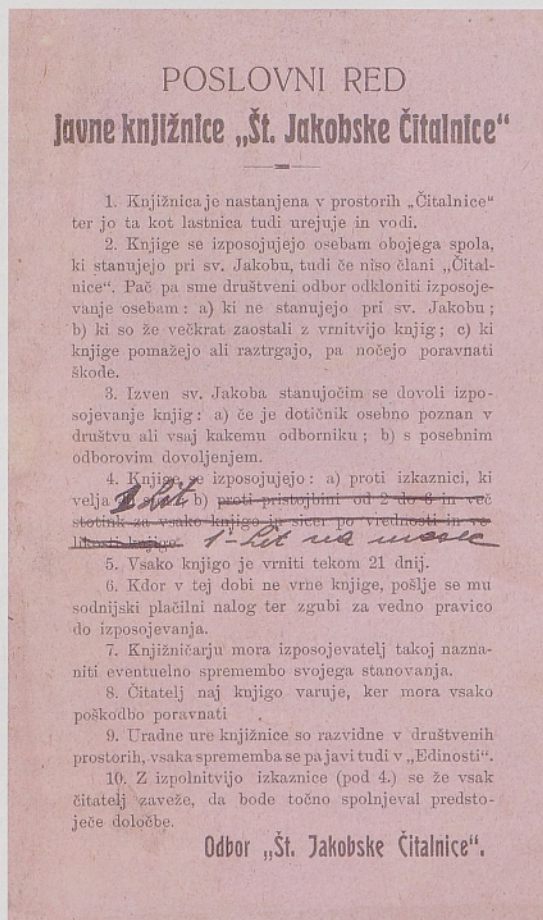 POSLOVNI RED
javne knjižnice „Št. Jakobske Čitalnice“
1. Knjižnica je nastanjena v prostorih „Čitalnice“
ter jo ta kot lastnica tudi urejuje in vodi.
2. Knjige se izposojujejo osebam obojega spola,
ki stanujejo pri sv. Jakobu, tudi če niso člani „Čital-
nice“. Pač pa sme društveni odbor odkloniti izposoje-
vanje osebam: a) ki ne stanujejo pri sv. Jakobu;
b) ki so že večkrat zaostali z vrnitvijo knjig; c) ki
knjige pomažejo ali raztrgajo, pa nočejo poravnati
škode.
3. Izven sv. Jakoba stanujočim se dovoli izpo-
sojevanje knjig: a) če je dotičnik osebno poznan v
društvu ali vsaj kakemu odborniku; b) s posebnim
odborovim dovoljenjem.
4. Knjige se izposojujejo: a) proti izkaznici, ki
velja 1 Lit b) proti pristojbini od 2 do 6 in več
stotink za vsako knjigo in sicer po vrednosti in ve-
likosti knjige. 1 Lit na mesec
5. Vsako knjigo je vrniti tekom 21 dnij.
6. Kdor v tej dobi ne vrne knjige, pošlje se mu
sodnijski plačilni nalog ter zgubi za vedno pravico
do izposojevanja.
7. Knjižničarju mora izposojevatelj takoj nazna-
niti eventuelno spremembo svojega stanovanja.
8. Čitatelj naj knjigo varuje, ker mora vsako
poškodbo poravnati
9. Uradne ure knjižnice so razvidne v društvenih
prostorih, vsaka sprememba se pa javi tudi v „Edinosti“.
10. Z izpolnitvijo izkaznice (pod 4.) se že vsak
čitatelj zaveže, da bode točno spolnjeval predsto-
ječe določbe.
Odbor „Št. Jakobske Čitalnice“.